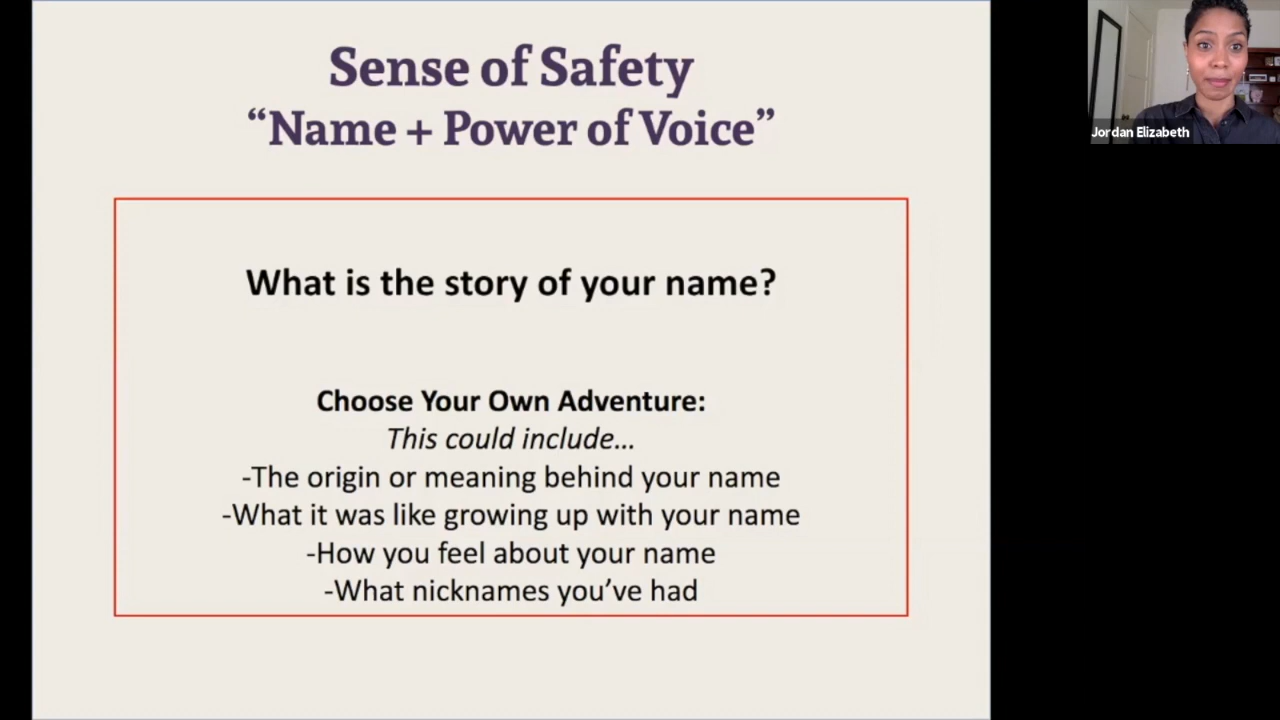 Sense of Safety
“Name + Power of Voice”
What is the story of your name?
Choose Your Own Adventure:
This could include…
-The origin or meaning behind your name
-What it was like growing up with your name
-How you feel about your name
-What nicknames you’ve had
Jordan Elizabeth